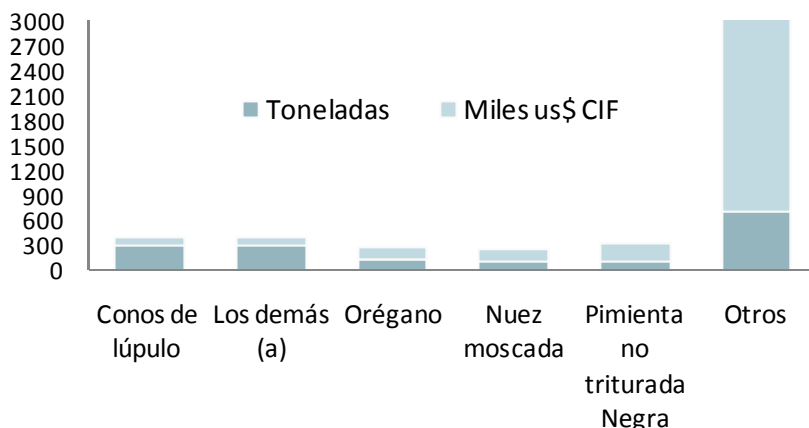 3000
2700
2400
2100
1800
1500
1200
900
600
300
0
Toneladas Miles us$ CIF
Conos de lúpulo
Los demás (a)
Orégano
Nuez moscada
Pimienta no triturada Negra
Otros